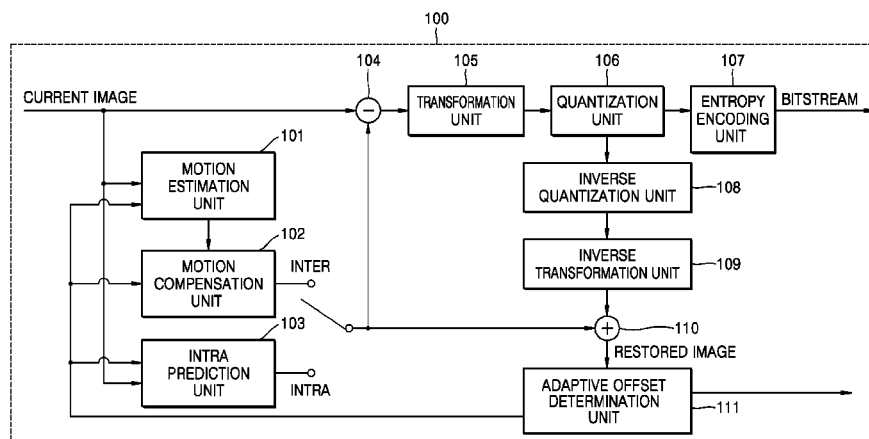 100
104
105
106
107
CURRENT IMAGE
−
TRANSFORMATION
UNIT
QUANTIZATION
UNIT
ENTROPY
ENCODING
UNIT
BITSTREAM
101
MOTION
ESTIMATION
UNIT
INVERSE
QUANTIZATION UNIT
108
102
MOTION
COMPENSATION
UNIT
INTER
INVERSE
TRANSFORMATION UNIT
109
103
INTRA
PREDICTION
UNIT
INTRA
+
110
RESTORED IMAGE
ADAPTIVE OFFSET
DETERMINATION
UNIT
111